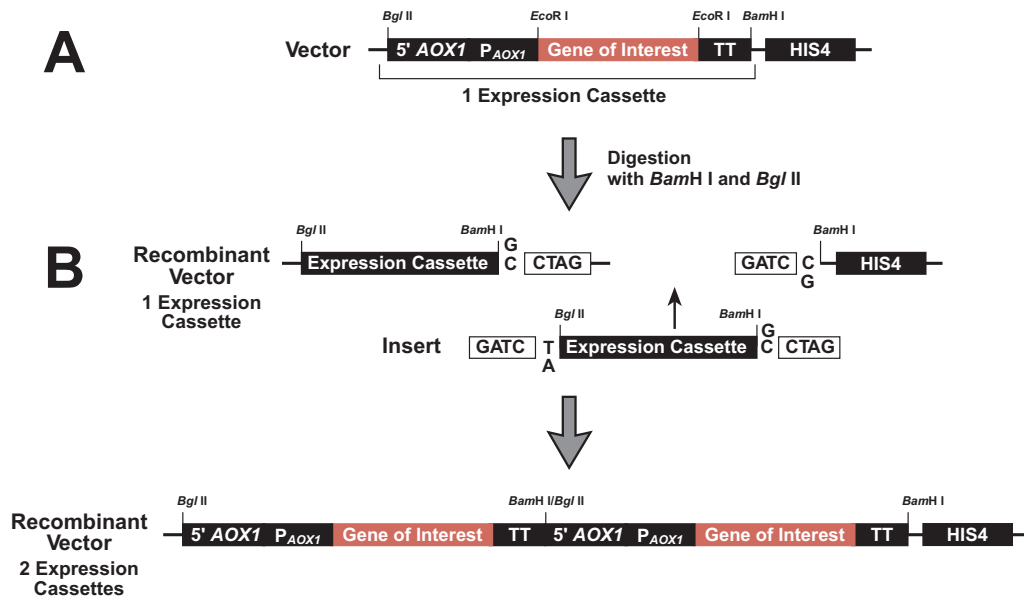 A
Vector
Bgl II
EcoR I
EcoR I
BamH I
5' AOX1
PAOX1
Gene of Interest
TT
HIS4
1 Expression Cassette
Digestion
with BamH I and Bgl II
B
Recombinant
Vector
1 Expression
Cassette
Bgl II
BamH I
Expression Cassette
G
C
CTAG
BamH I
GATC
C
G
HIS4
Insert
GATC
T
A
Bgl II
BamH I
Expression Cassette
G
C
CTAG
Recombinant
Vector
2 Expression
Cassettes
Bgl II
BamH I/Bgl II
BamH I
5' AOX1
PAOX1
Gene of Interest
TT
5' AOX1
PAOX1
Gene of Interest
TT
HIS4